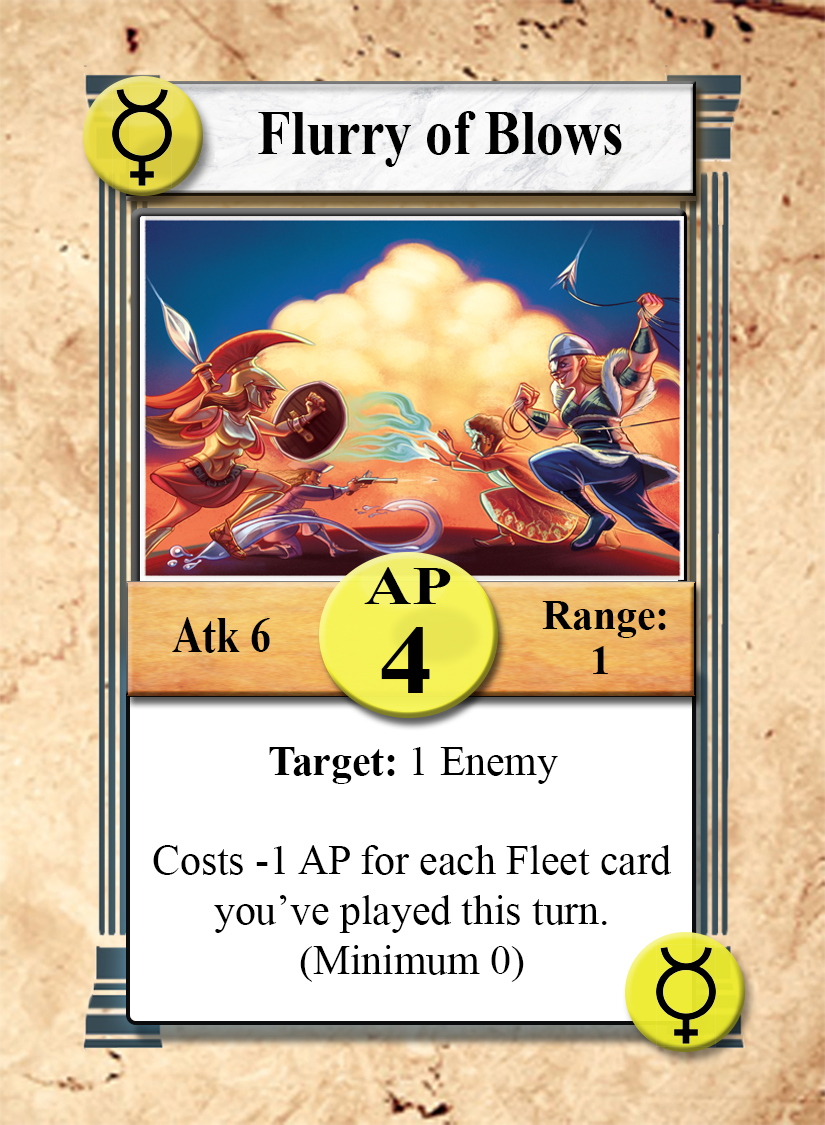 Flurry of Blows
AP
4
Atk 6
Range:
1
Target: 1 Enemy
Costs -1 AP for each Fleet card
you’ve played this turn.
(Minimum 0)